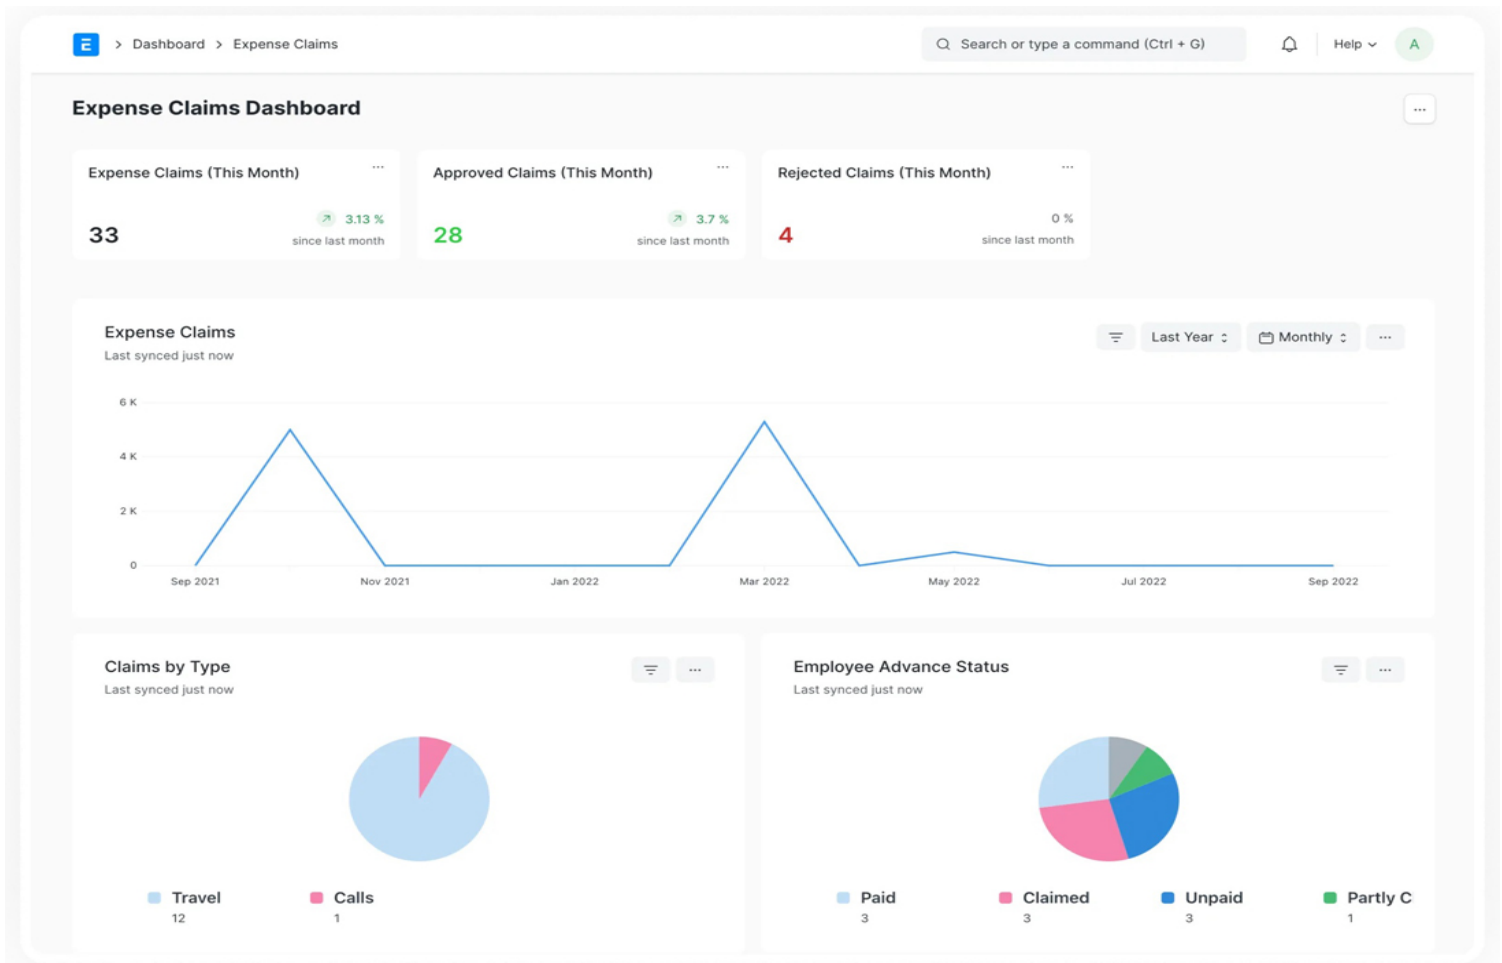 E > Dashboard > Expense Claims
Search or type a command (Ctrl + G)
Help
A
Expense Claims Dashboard
Expense Claims (This Month)
33
3.13 %
since last month
Approved Claims (This Month)
28
3.7 %
since last month
Rejected Claims (This Month)
4
0 %
since last month
Expense Claims
Last synced just now
Last Year
Monthly
6 K
4 K
2 K
0
Sep 2021
Nov 2021
Jan 2022
Mar 2022
May 2022
Jul 2022
Sep 2022
Claims by Type
Last synced just now
Travel
12
Calls
1
Employee Advance Status
Last synced just now
Paid
3
Claimed
3
Unpaid
3
Partly C
1